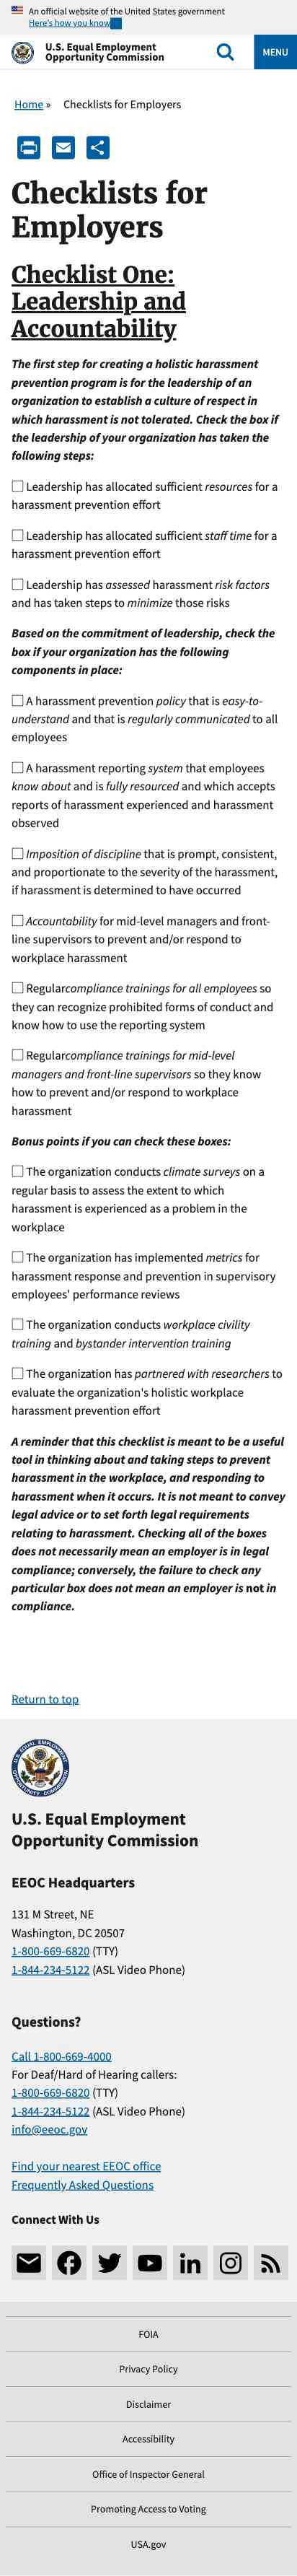 An official website of the United States government
Here's how you know
U.S. Equal Employment
Opportunity Commission
MENU
Home » Checklists for Employers
Checklists for
Employers
Checklist One:
Leadership and
Accountability
The first step for creating a holistic harassment
prevention program is for the leadership of an
organization to establish a culture of respect in
which harassment is not tolerated. Check the box if
the leadership of your organization has taken the
following steps:
☐ Leadership has allocated sufficient resources for a
harassment prevention effort
☐ Leadership has allocated sufficient staff time for a
harassment prevention effort
☐ Leadership has assessed harassment risk factors
and has taken steps to minimize those risks
Based on the commitment of leadership, check the
box if your organization has the following
components in place:
☐ A harassment prevention policy that is easy-to-
understand and that is regularly communicated to all
employees
☐ A harassment reporting system that employees
know about and is fully resourced and which accepts
reports of harassment experienced and harassment
observed
☐ Imposition of discipline that is prompt, consistent,
and proportionate to the severity of the harassment,
if harassment is determined to have occurred
☐ Accountability for mid-level managers and front-
line supervisors to prevent and/or respond to
workplace harassment
☐ Regularcompliance trainings for all employees so
they can recognize prohibited forms of conduct and
know how to use the reporting system
☐ Regularcompliance trainings for mid-level
managers and front-line supervisors so they know
how to prevent and/or respond to workplace
harassment
Bonus points if you can check these boxes:
☐ The organization conducts climate surveys on a
regular basis to assess the extent to which
harassment is experienced as a problem in the
workplace
☐ The organization has implemented metrics for
harassment response and prevention in supervisory
employees' performance reviews
☐ The organization conducts workplace civility
training and bystander intervention training
☐ The organization has partnered with researchers to
evaluate the organization's holistic workplace
harassment prevention effort
A reminder that this checklist is meant to be a useful
tool in thinking about and taking steps to prevent
harassment in the workplace, and responding to
harassment when it occurs. It is not meant to convey
legal advice or to set forth legal requirements
relating to harassment. Checking all of the boxes
does not necessarily mean an employer is in legal
compliance; conversely, the failure to check any
particular box does not mean an employer is not in
compliance.
Return to top
U.S. Equal Employment
Opportunity Commission
EEOC Headquarters
131 M Street, NE
Washington, DC 20507
1-800-669-6820 (TTY)
1-844-234-5122 (ASL Video Phone)
Questions?
Call 1-800-669-4000
For Deaf/Hard of Hearing callers:
1-800-669-6820 (TTY)
1-844-234-5122 (ASL Video Phone)
info@eeoc.gov
Find your nearest EEOC office
Frequently Asked Questions
Connect With Us
FOIA
Privacy Policy
Disclaimer
Accessibility
Office of Inspector General
Promoting Access to Voting
USA.gov